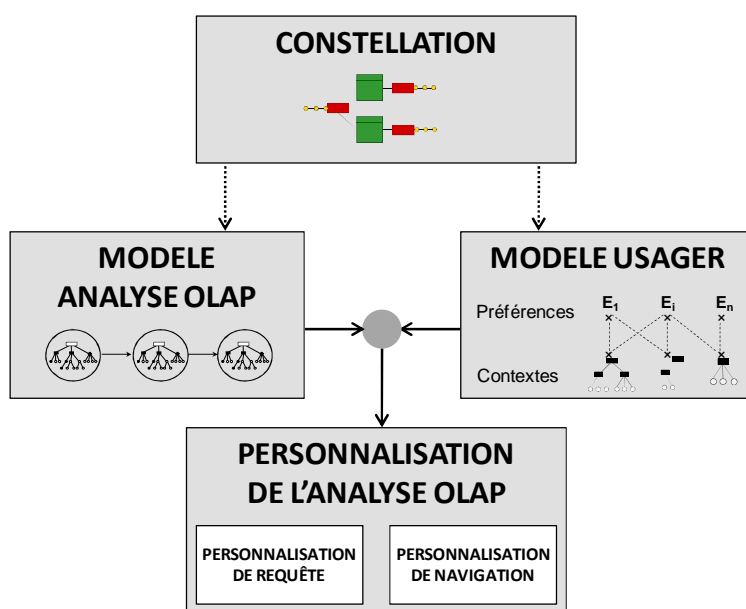 CONSTELLATION
MODELE
ANALYSE OLAP
MODELE USAGER
Préférences
E1 Ei En
Contextes
PERSONNALISATION
DE L'ANALYSE OLAP
PERSONNALISATION
DE REQUÊTE
PERSONNALISATION
DE NAVIGATION